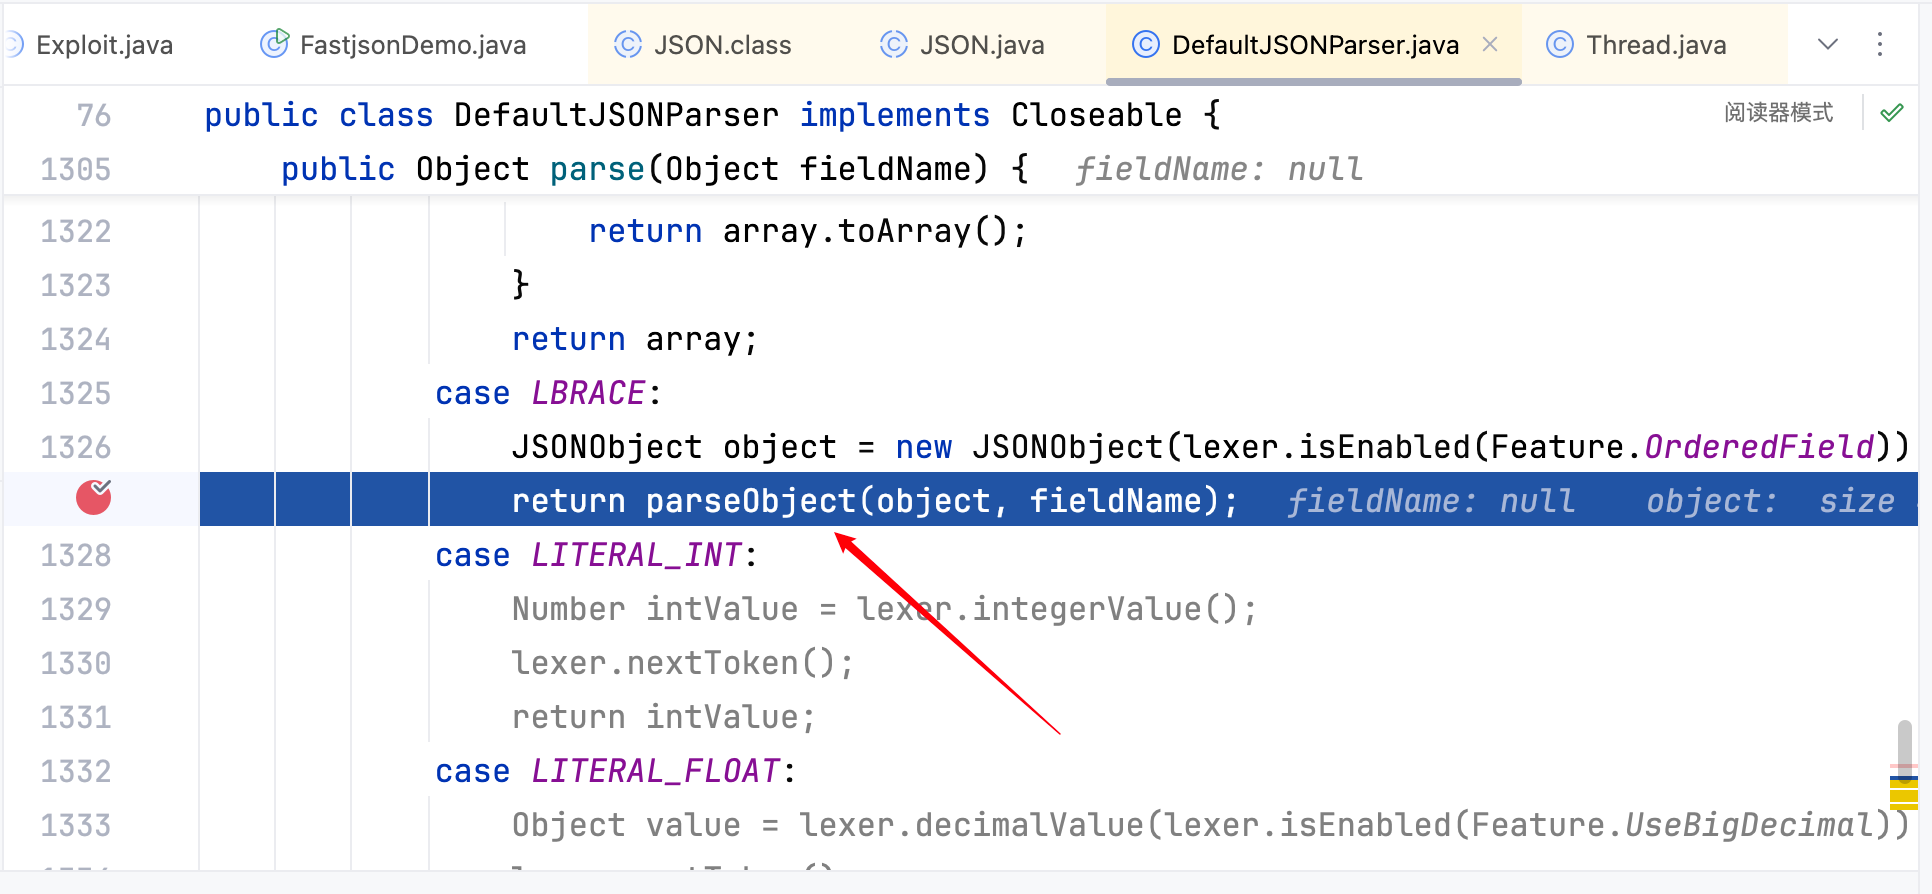 Exploit.java FastjsonDemo.java JSON.class JSON.java DefaultJSONParser.java Thread.java
76 public class DefaultJSONParser implements Closeable { 阅读器模式
1305 public Object parse(Object fieldName) { fieldName: null
1322 return array.toArray();
1323 }
1324 return array;
1325 case LBRACE:
1326 JSONObject object = new JSONObject(lexer.isEnabled(Feature.OrderedField))
return parseObject(object, fieldName); fieldName: null object: size
1328 case LITERAL_INT:
1329 Number intValue = lexer.integerValue();
1330 lexer.nextToken();
1331 return intValue;
1332 case LITERAL_FLOAT:
1333 Object value = lexer.decimalValue(lexer.isEnabled(Feature.UseBigDecimal))